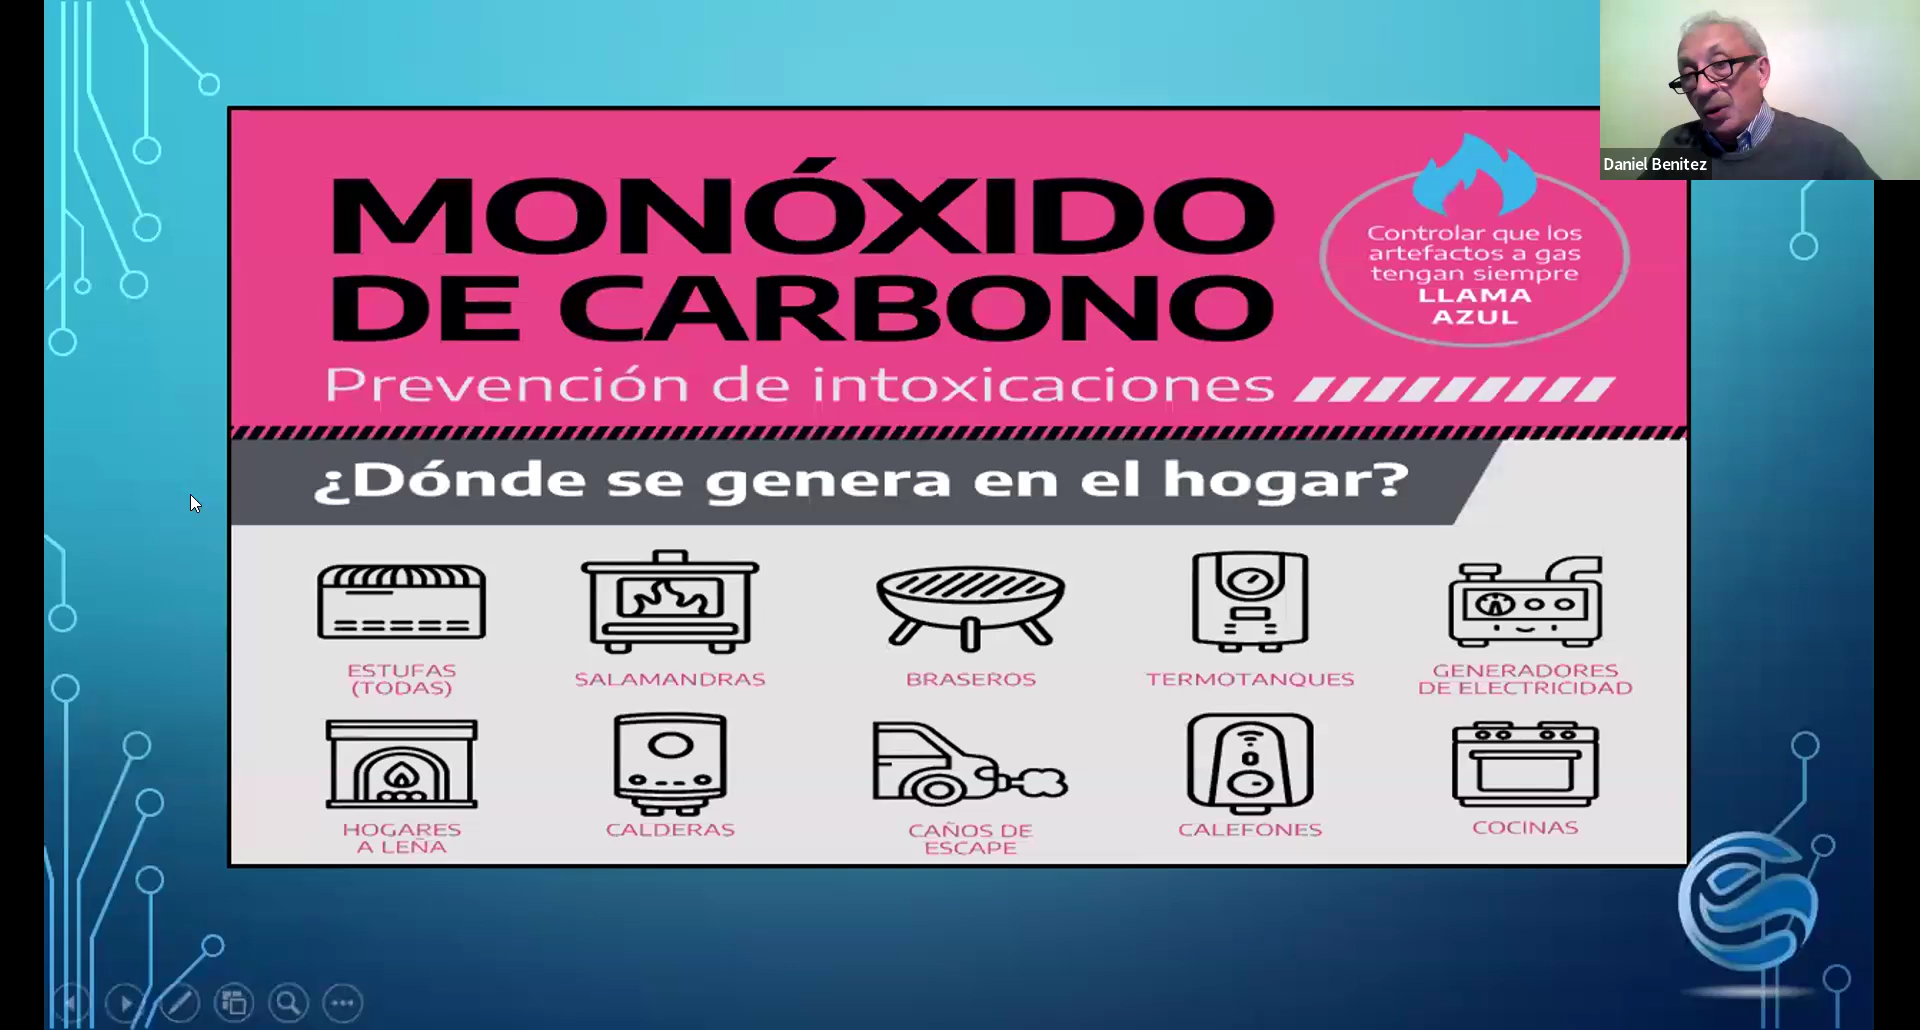 Daniel Benitez
MONÓXIDO
DE CARBONO
Prevención de intoxicaciones
Controlar que los
artefactos a gas
tengan siempre
LLAMA
AZUL
¿Dónde se genera en el hogar?
ESTUFAS
(TODAS)
SALAMANDRAS
BRASEROS
TERMOTANQUES
GENERADORES
DE ELECTRICIDAD
HOGARES
A LEÑA
CALDERAS
CAÑOS DE
ESCAPE
CALEFONES
COCINAS